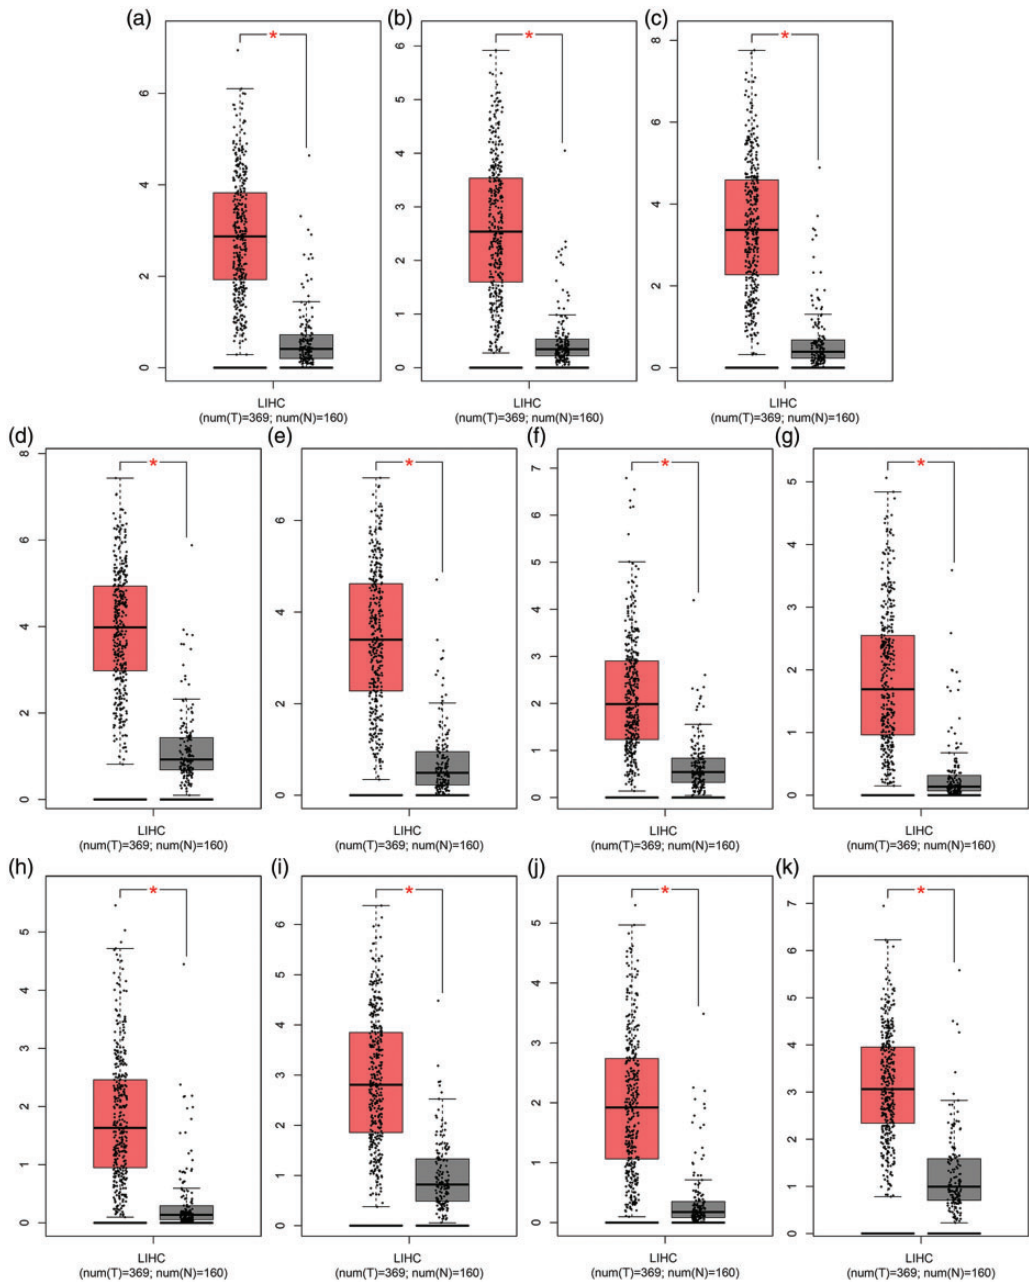 (a) (b) (c)
* * *
6 4 2 0
6 5 4 3 2 1 0
8 6 4 2 0
LIHC LIHC LIHC
(num(T)=369; num(N)=160) (num(T)=369; num(N)=160) (num(T)=369; num(N)=160)
(d) (e) (f) (g)
* * * *
8 6 4 2 0
6 4 2 0
7 6 5 4 3 2 1 0
5 4 3 2 1 0
LIHC LIHC LIHC LIHC
(num(T)=369; num(N)=160) (num(T)=369; num(N)=160) (num(T)=369; num(N)=160) (num(T)=369; num(N)=160)
(h) (i) (j) (k)
* * * *
5 4 3 2 1 0
6 5 4 3 2 1 0
5 4 3 2 1 0
7 6 5 4 3 2 1 0
LIHC LIHC LIHC LIHC
(num(T)=369; num(N)=160) (num(T)=369; num(N)=160) (num(T)=369; num(N)=160) (num(T)=369; num(N)=160)